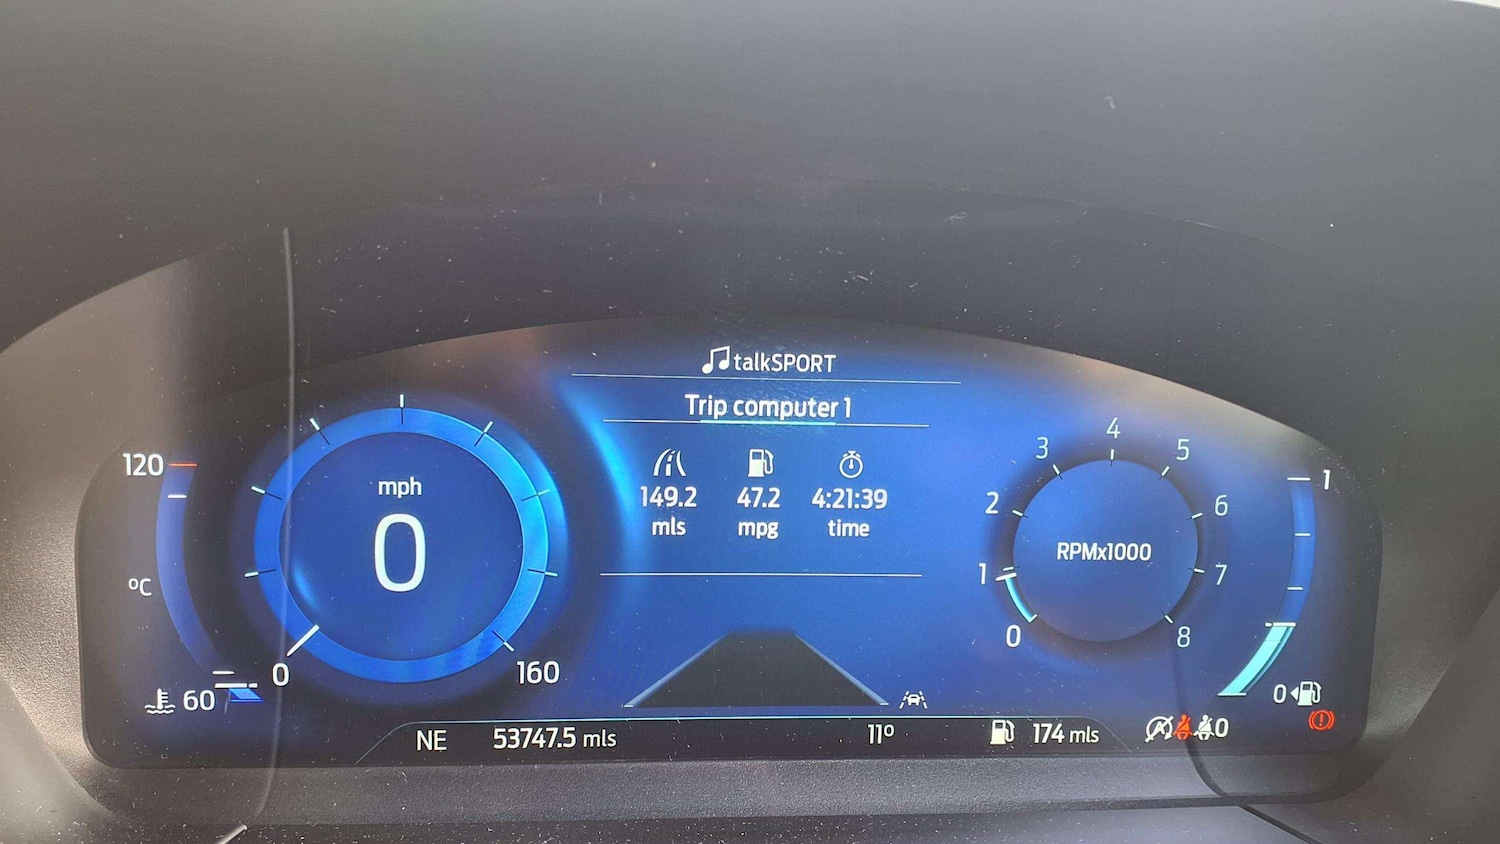 talkSPORT
Trip computer 1
149.2 47.2 4:21:39
mls mpg time
120
°C
60
mph
0
0
160
RPMx1000
0
1
2
3
4
5
6
7
8
1
0
NE 53747.5 mls 11° 174 mls 0